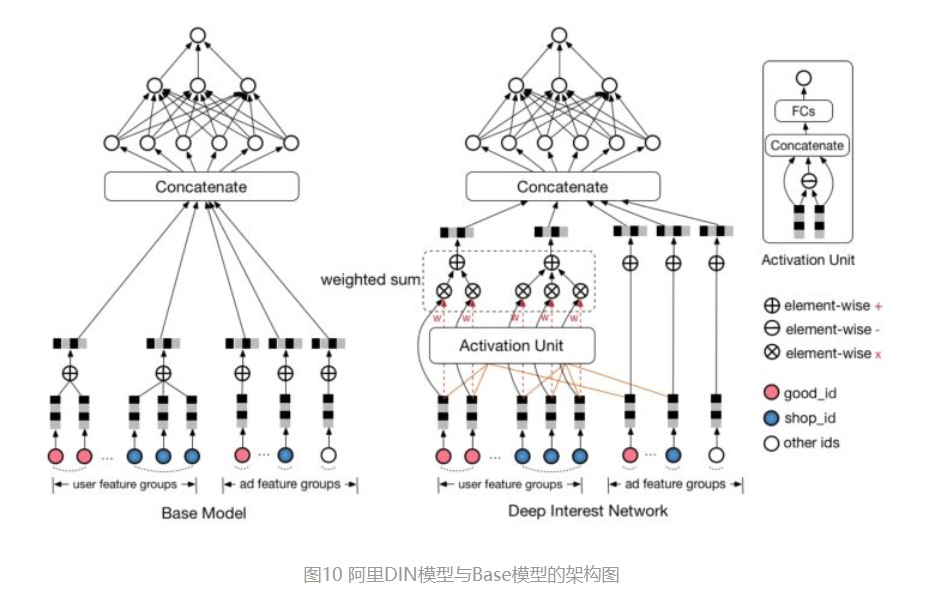 Concatenate
user feature groups
ad feature groups
Base Model
Concatenate
weighted sum
w
w
w
w
w
Activation Unit
...
...
user feature groups
ad feature groups
Deep Interest Network
FCs
Concatenate
Activation Unit
element-wise +
element-wise -
element-wise x
good_id
shop_id
other ids
图10 阿里DIN模型与Base模型的架构图